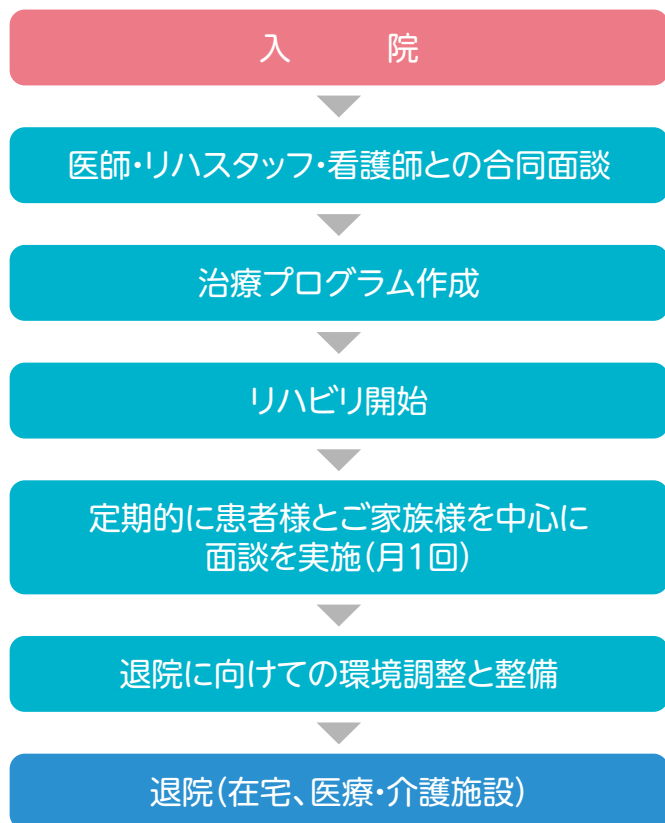 入 院
医師・リハスタッフ・看護師との合同面談
治療プログラム作成
リハビリ開始
定期的に患者様とご家族様を中心に
面談を実施(月1回)
退院に向けての環境調整と整備
退院(在宅、医療・介護施設)